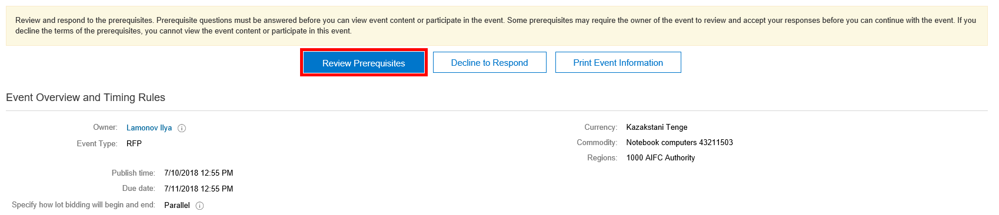 Review and respond to the prerequisites. Prerequisite questions must be answered before you can view event content or participate in the event. Some prerequisites may require the owner of the event to review and accept your responses before you can continue with the event. If you
decline the terms of the prerequisites, you cannot view the event content or participate in this event.
Review Prerequisites
Decline to Respond
Print Event Information
Event Overview and Timing Rules
Owner: Lamonov Ilya
Event Type: RFP
Publish time: 7/10/2018 12:55 PM
Due date: 7/11/2018 12:55 PM
Specify how lot bidding will begin and end: Parallel
Currency: Kazakstani Tenge
Commodity: Notebook computers 43211503
Regions: 1000 AIFC Authority